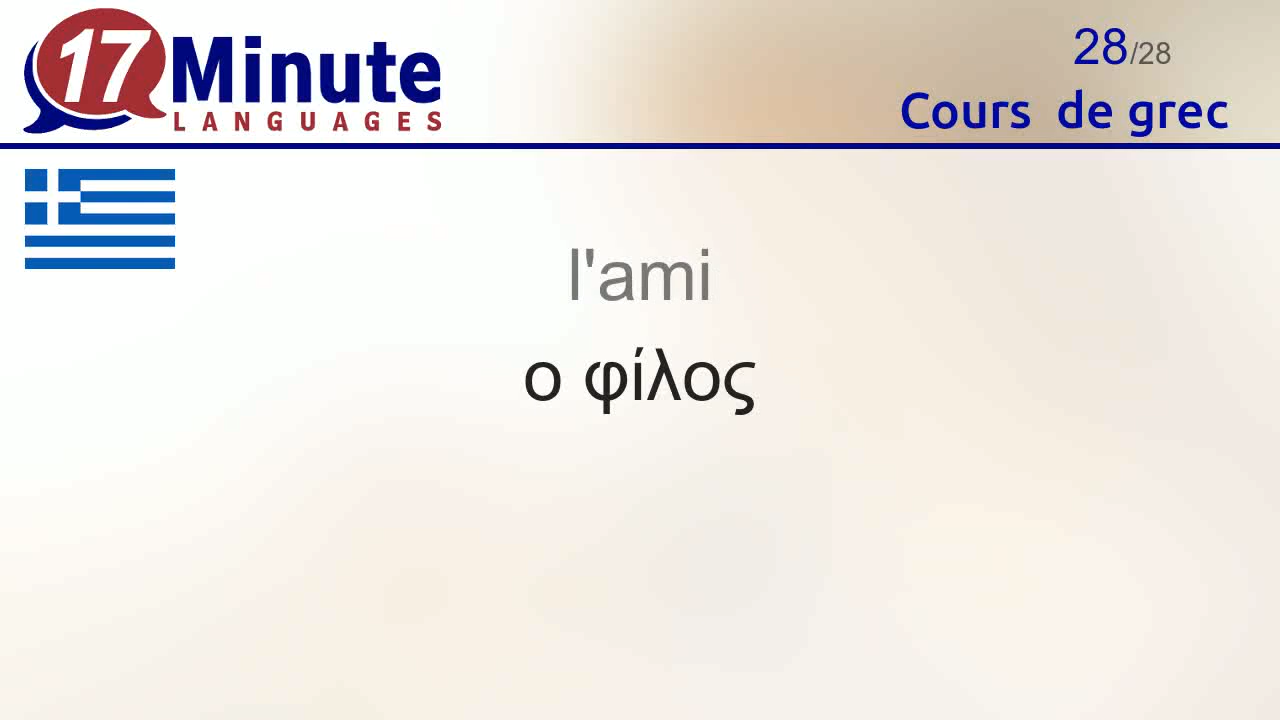 17 Minute
LANGUAGES
28/28
Cours de grec
l'ami
ο φίλος